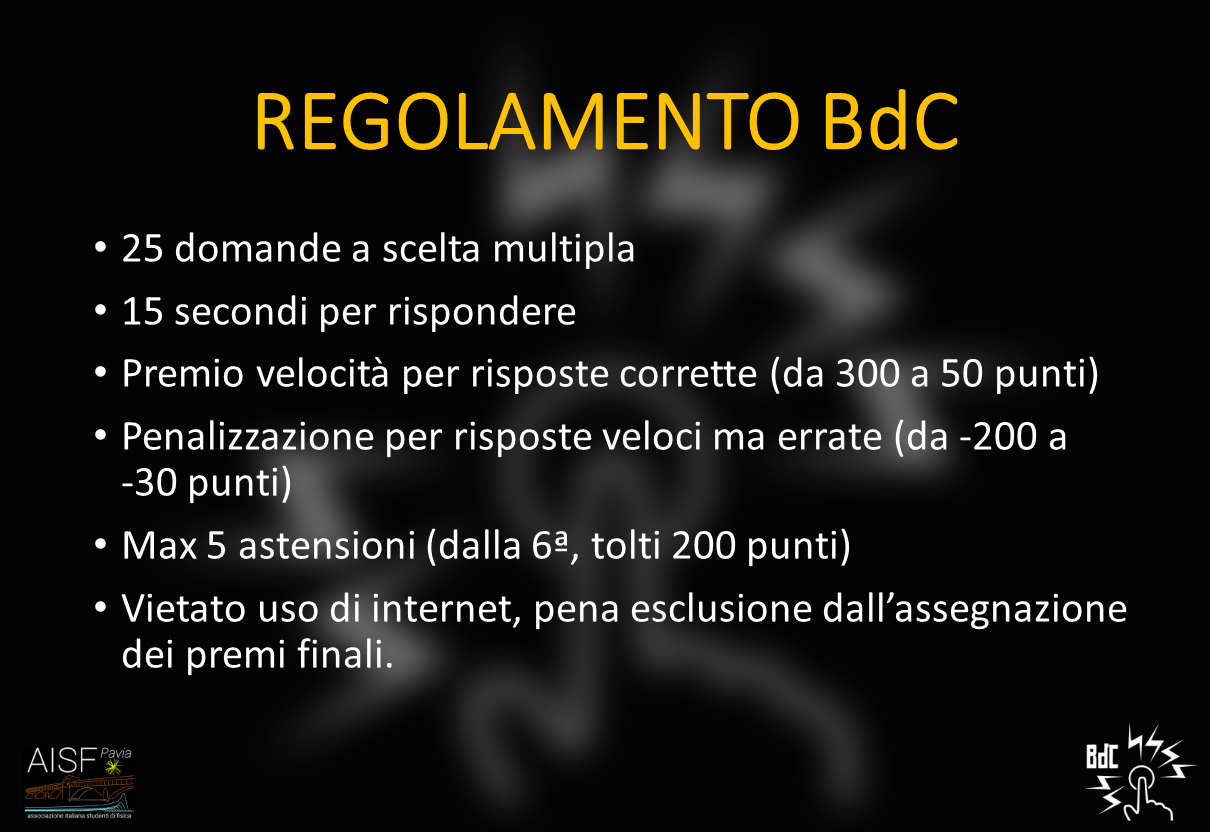 REGOLAMENTO BdC
• 25 domande a scelta multipla
• 15 secondi per rispondere
• Premio velocità per risposte corrette (da 300 a 50 punti)
• Penalizzazione per risposte veloci ma errate (da -200 a
-30 punti)
• Max 5 astensioni (dalla 6ª, tolti 200 punti)
• Vietato uso di internet, pena esclusione dall’assegnazione
dei premi finali.
AISF Pavia
associazione italiana studenti di fisica
BdC